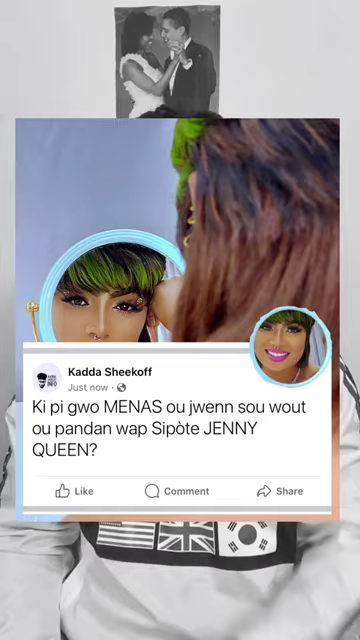 Kadda Sheekoff
Just now ·
Ki pi gwo MENAS ou jwenn sou wout
ou pandan wap Sipòte JENNY
QUEEN?
Like
Comment
Share